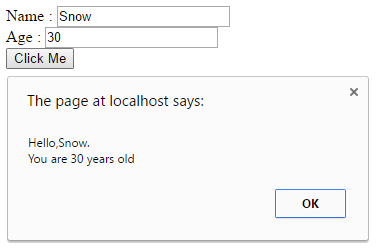 Name : Snow
Age : 30
Click Me
The page at localhost says:
Hello,Snow.
You are 30 years old
OK